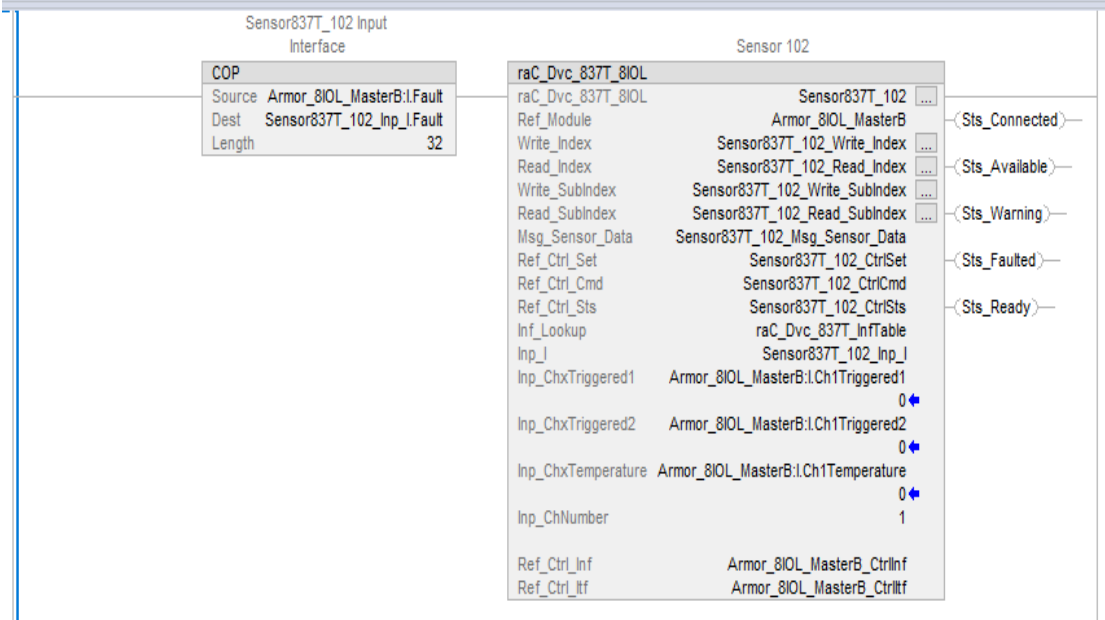 Sensor837T_102 Input
Interface
COP
Source Armor_8IOL_MasterB:I.Fault
Dest Sensor837T_102_Inp_I.Fault
Length 32
Sensor 102
raC_Dvc_837T_8IOL
raC_Dvc_837T_8IOL Sensor837T_102 ...
Ref_Module Armor_8IOL_MasterB (Sts_Connected)
Write_Index Sensor837T_102_Write_Index ...
Read_Index Sensor837T_102_Read_Index ... (Sts_Available)
Write_SubIndex Sensor837T_102_Write_SubIndex ...
Read_SubIndex Sensor837T_102_Read_SubIndex ... (Sts_Warning)
Msg_Sensor_Data Sensor837T_102_Msg_Sensor_Data
Ref_Ctrl_Set Sensor837T_102_CtrlSet (Sts_Faulted)
Ref_Ctrl_Cmd Sensor837T_102_CtrlCmd
Ref_Ctrl_Sts Sensor837T_102_CtrlSts (Sts_Ready)
Inf_Lookup raC_Dvc_837T_InfTable
Inp_I Sensor837T_102_Inp_I
Inp_ChxTriggered1 Armor_8IOL_MasterB:I.Ch1Triggered1
0
Inp_ChxTriggered2 Armor_8IOL_MasterB:I.Ch1Triggered2
0
Inp_ChxTemperature Armor_8IOL_MasterB:I.Ch1Temperature
0
Inp_ChNumber 1
Ref_Ctrl_Inf Armor_8IOL_MasterB_CtrlInf
Ref_Ctrl_Itf Armor_8IOL_MasterB_CtrlItf